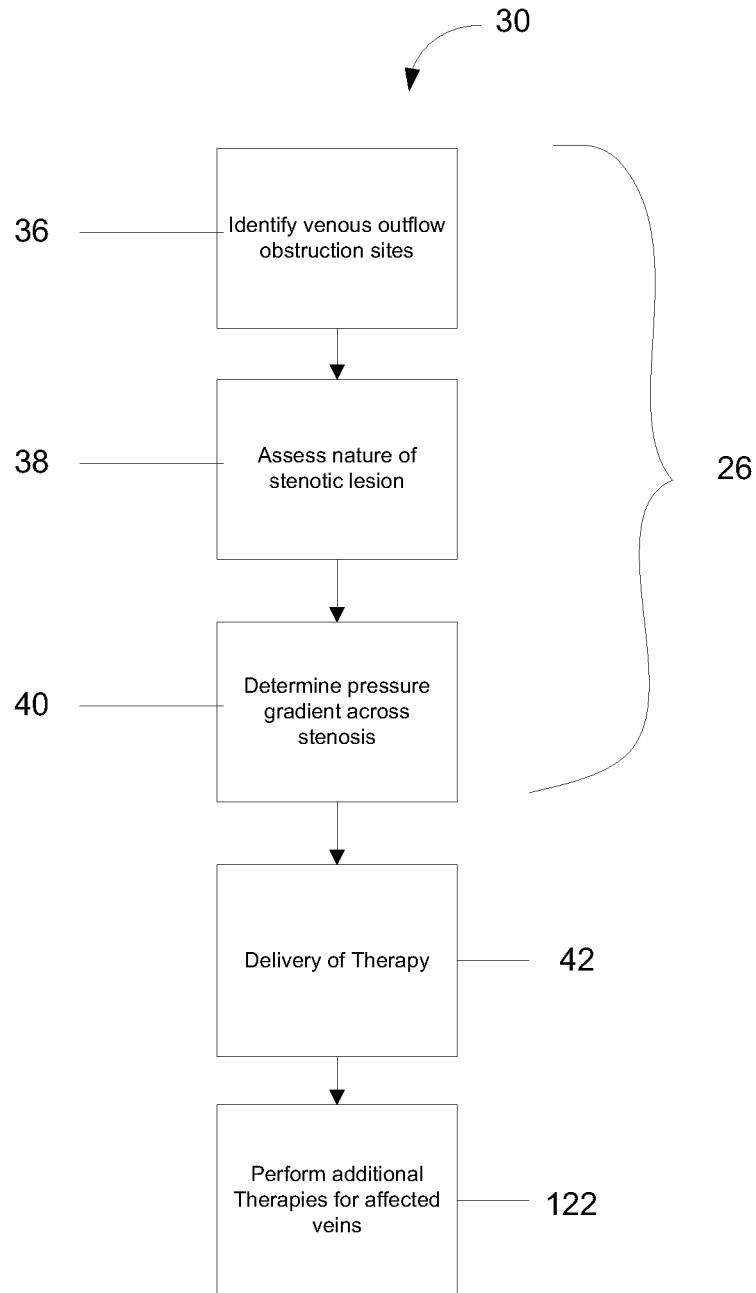 30
36
Identify venous outflow
obstruction sites
38
Assess nature of
stenotic lesion
26
40
Determine pressure
gradient across
stenosis
Delivery of Therapy
42
Perform additional
Therapies for affected
veins
122